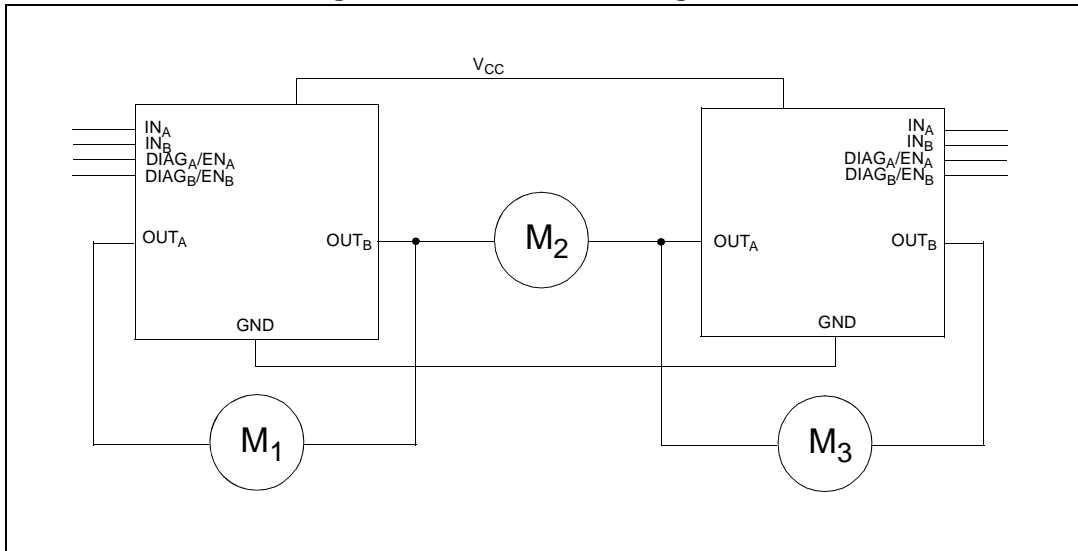 V_CC
IN_A
IN_B
DIAG_A/EN_A
DIAG_B/EN_B
OUT_A
OUT_B
GND
M_2
IN_A
IN_B
DIAG_A/EN_A
DIAG_B/EN_B
OUT_A
OUT_B
GND
M_1
M_3